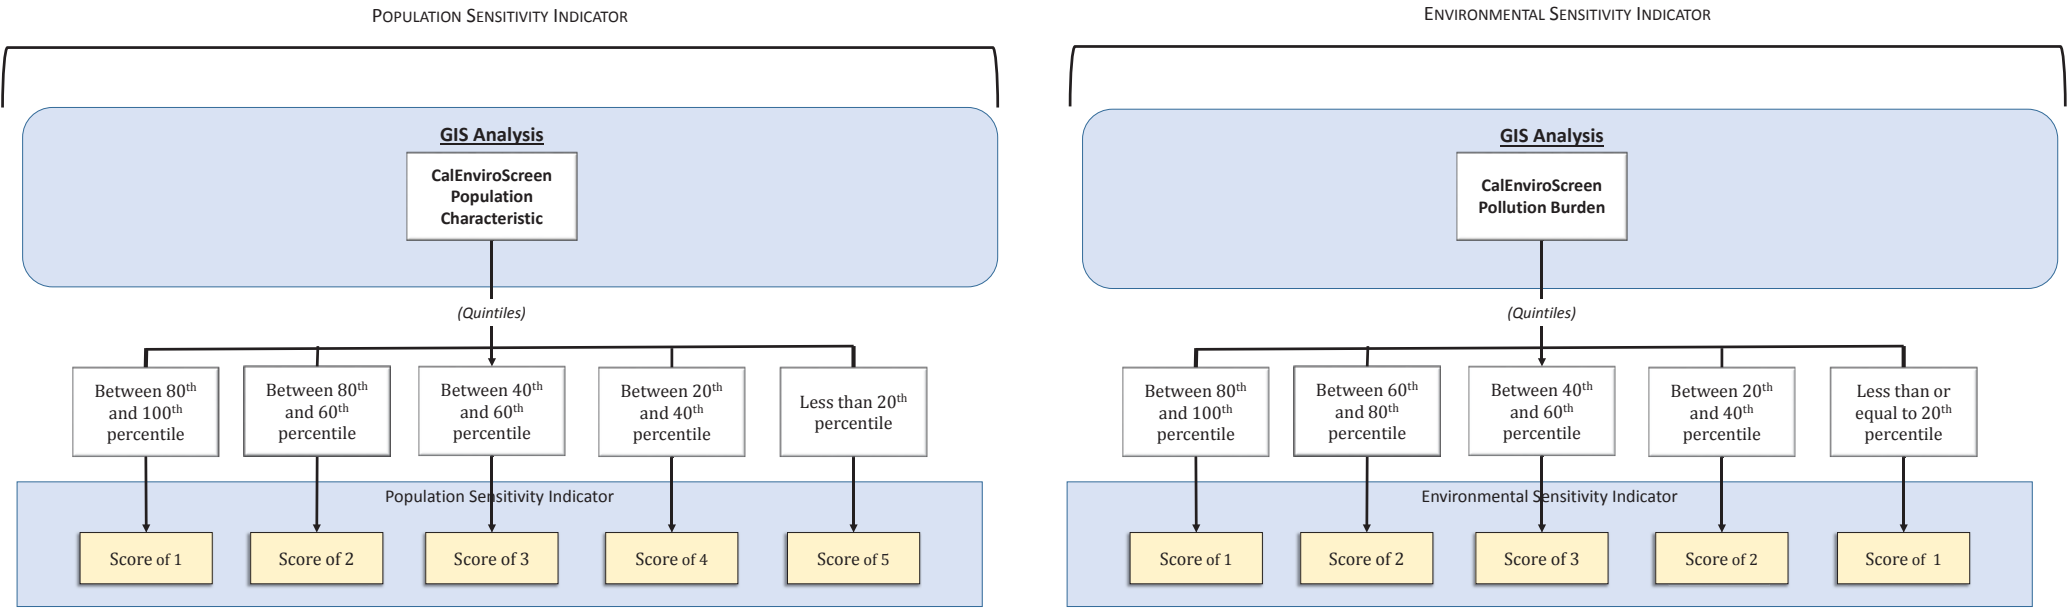 POPULATION SENSITIVITY INDICATOR
GIS Analysis
CalEnviroScreen
Population
Characteristic
(Quintiles)
Between 80th
and 100th
percentile
Between 80th
and 60th
percentile
Between 40th
and 60th
percentile
Between 20th
and 40th
percentile
Less than 20th
percentile
Population Sensitivity Indicator
Score of 1
Score of 2
Score of 3
Score of 4
Score of 5
ENVIRONMENTAL SENSITIVITY INDICATOR
GIS Analysis
CalEnviroScreen
Pollution Burden
(Quintiles)
Between 80th
and 100th
percentile
Between 60th
and 80th
percentile
Between 40th
and 60th
percentile
Between 20th
and 40th
percentile
Less than or
equal to 20th
percentile
Environmental Sensitivity Indicator
Score of 1
Score of 2
Score of 3
Score of 2
Score of 1